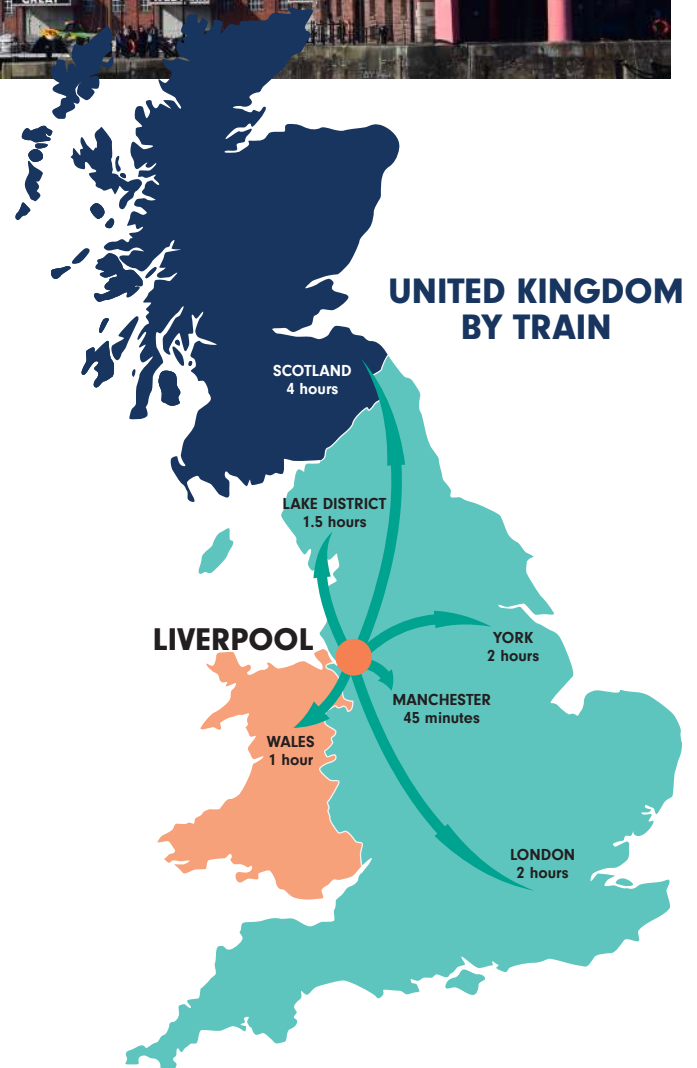 GREAT
UNITED KINGDOM
BY TRAIN
SCOTLAND
4 hours
LAKE DISTRICT
1.5 hours
LIVERPOOL
YORK
2 hours
MANCHESTER
45 minutes
WALES
1 hour
LONDON
2 hours